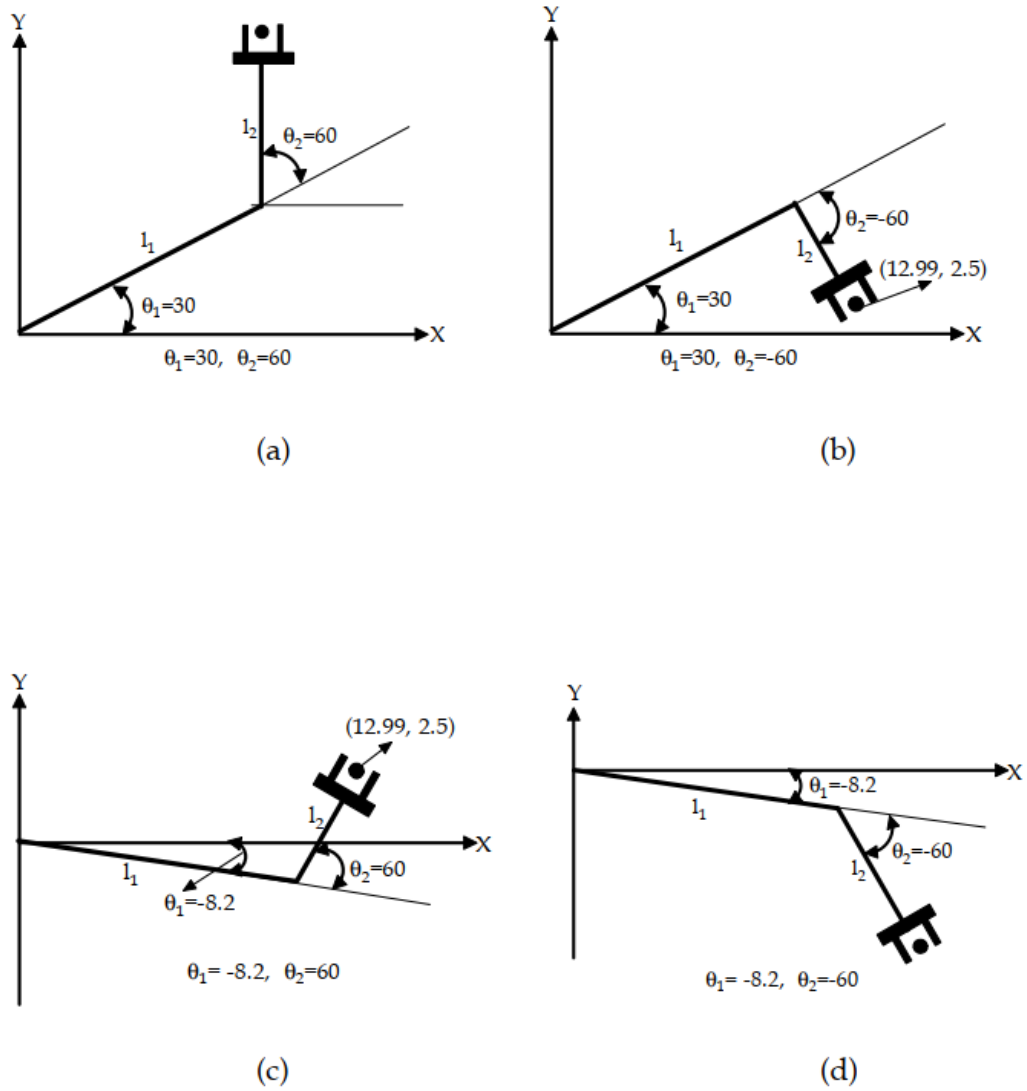 Y
l2
θ2=60
l1
θ1=30
X
θ1=30, θ2=60
(a)
Y
θ2=-60
l1
l2
(12.99, 2.5)
θ1=30
X
θ1=30, θ2=-60
(b)
Y
(12.99, 2.5)
l2
X
l1
θ2=60
θ1=-8.2
θ1= -8.2, θ2=60
(c)
Y
X
θ1=-8.2
l1
θ2=-60
l2
θ1= -8.2, θ2=-60
(d)